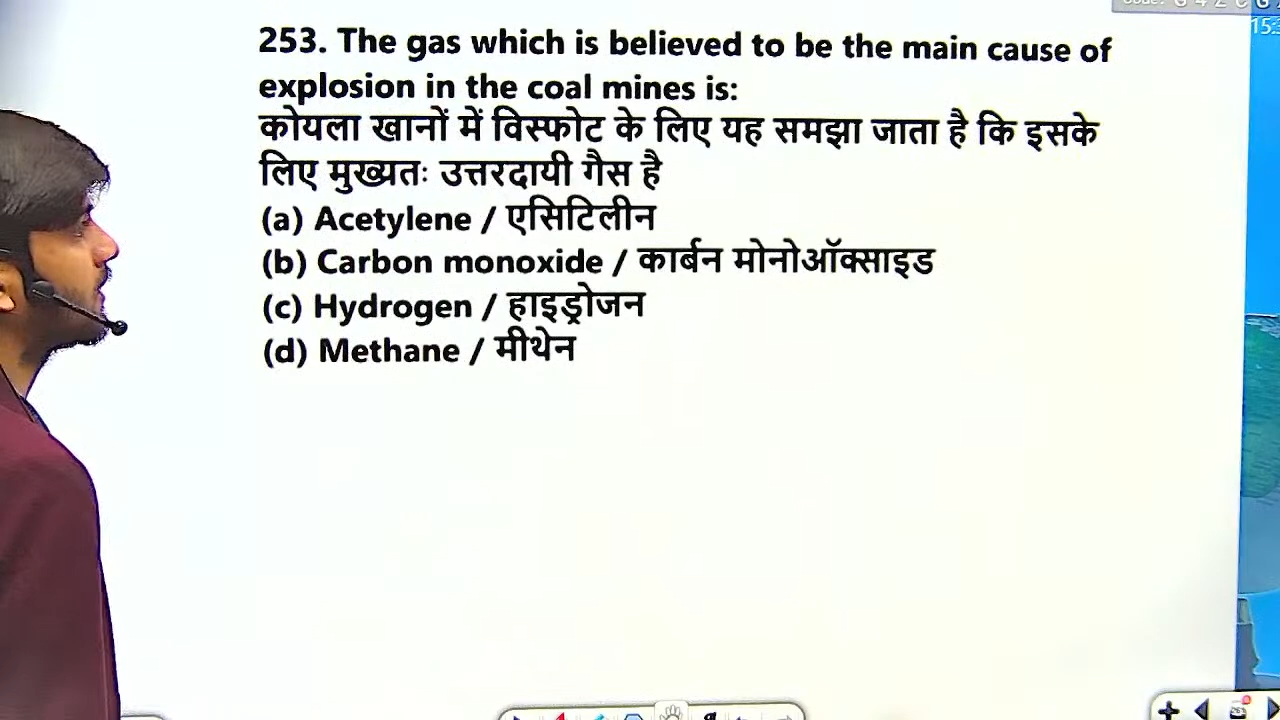 253. The gas which is believed to be the main cause of
explosion in the coal mines is:
कोयला खानों में विस्फोट के लिए यह समझा जाता है कि इसके
लिए मुख्यतः उत्तरदायी गैस है
(a) Acetylene / एसिटिलीन
(b) Carbon monoxide / कार्बन मोनोऑक्साइड
(c) Hydrogen / हाइड्रोजन
(d) Methane / मीथेन